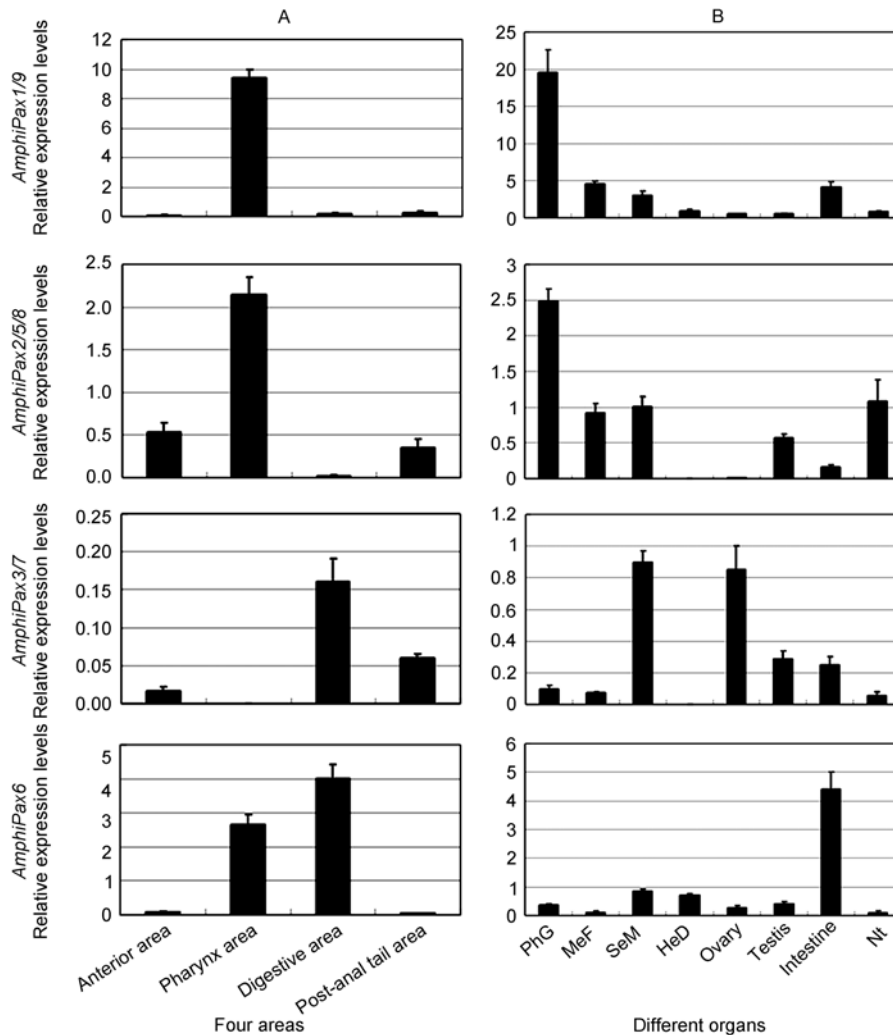 A
B
AmphiPax1/9
Relative expression levels
12
10
8
6
4
2
0
25
20
15
10
5
0
AmphiPax2/5/8
Relative expression levels
2.5
2.0
1.5
1.0
0.5
0.0
3
2.5
2
1.5
1
0.5
0
AmphiPax3/7
Relative expression levels
0.25
0.20
0.15
0.10
0.05
0.00
1.2
1
0.8
0.6
0.4
0.2
0
AmphiPax6
Relative expression levels
5
4
3
2
1
0
6
5
4
3
2
1
0
Anterior area
Pharynx area
Digestive area
Post-anal tail area
PhG
MeF
SeM
HeD
Ovary
Testis
Intestine
Nt
Four areas
Different organs